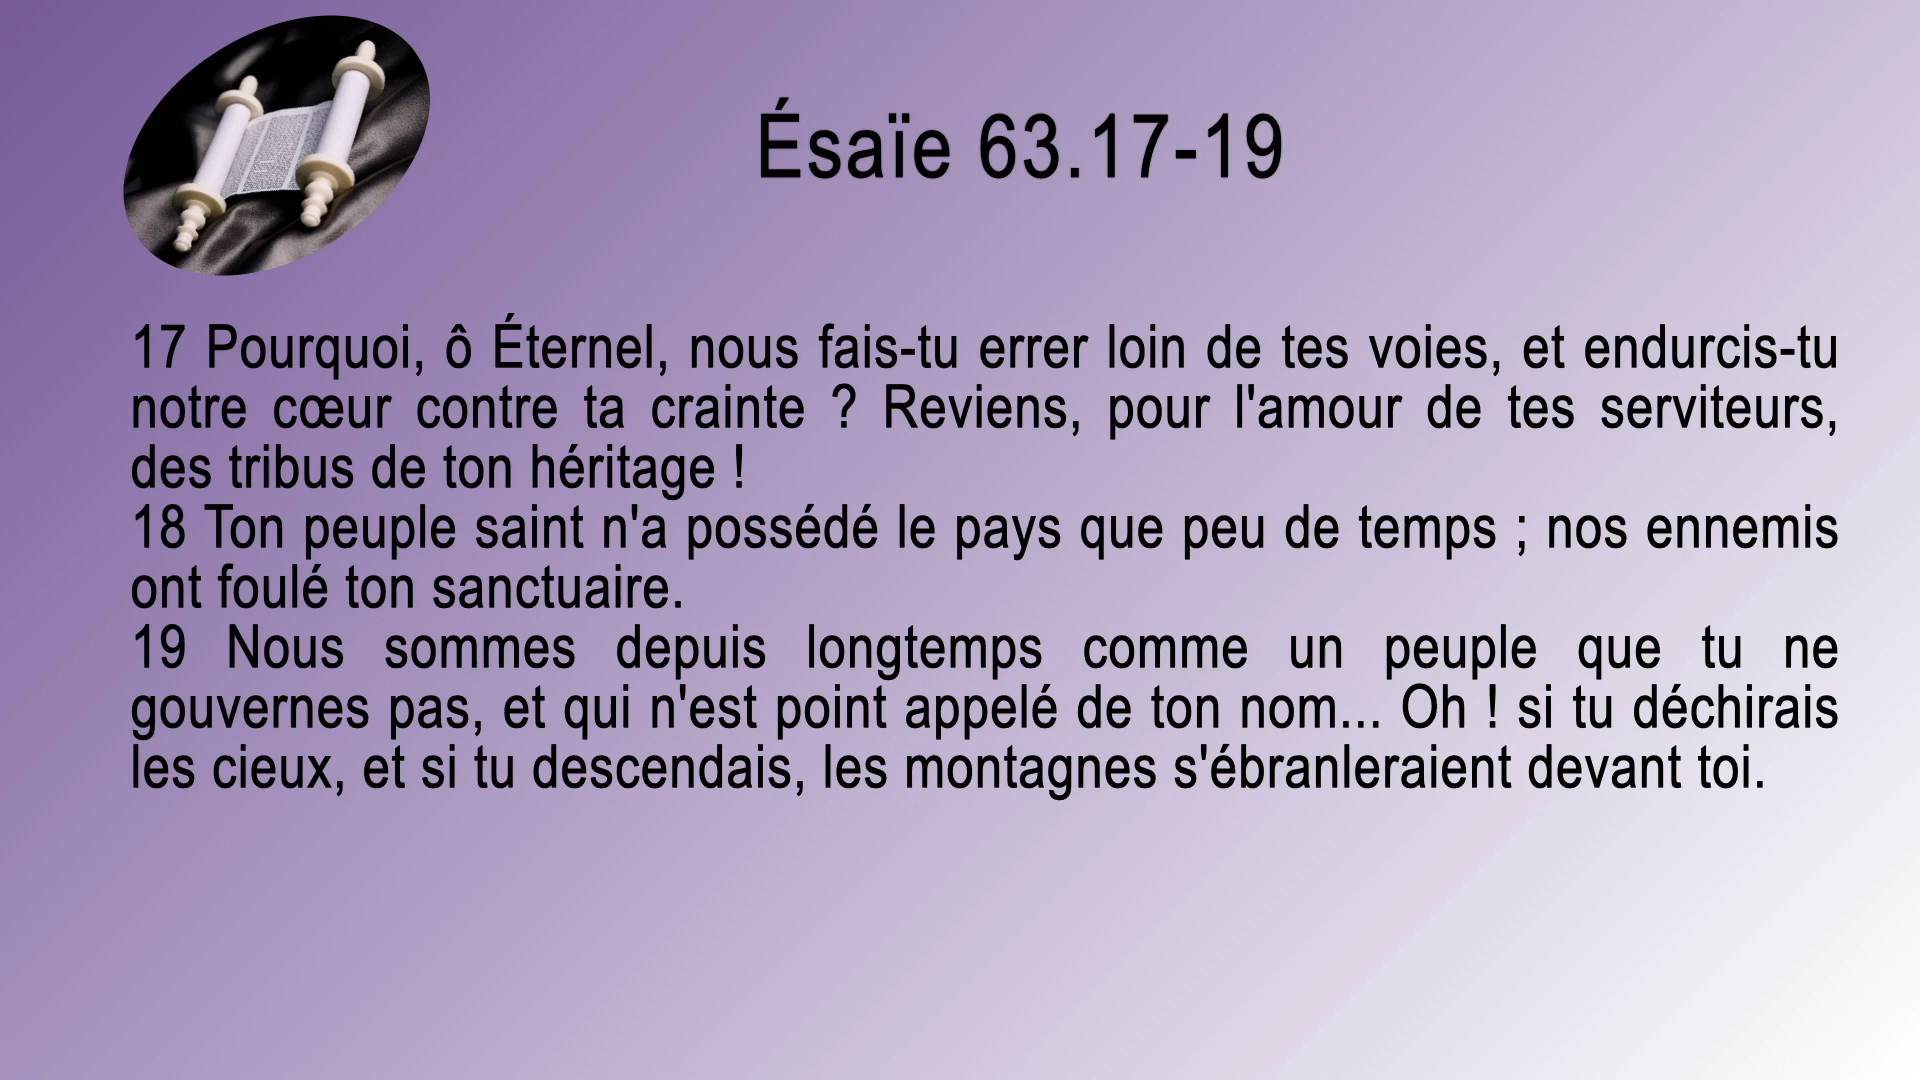 Ésaïe 63.17-19
17 Pourquoi, ô Éternel, nous fais-tu errer loin de tes voies, et endurcis-tu
notre cœur contre ta crainte ? Reviens, pour l'amour de tes serviteurs,
des tribus de ton héritage !
18 Ton peuple saint n'a possédé le pays que peu de temps ; nos ennemis
ont foulé ton sanctuaire.
19 Nous sommes depuis longtemps comme un peuple que tu ne
gouvernes pas, et qui n'est point appelé de ton nom... Oh ! si tu déchirais
les cieux, et si tu descendais, les montagnes s'ébranleraient devant toi.